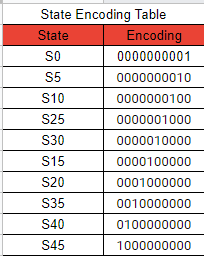 State Encoding Table
State Encoding
S0 0000000001
S5 0000000010
S10 0000000100
S25 0000001000
S30 0000010000
S15 0000100000
S20 0001000000
S35 0010000000
S40 0100000000
S45 1000000000